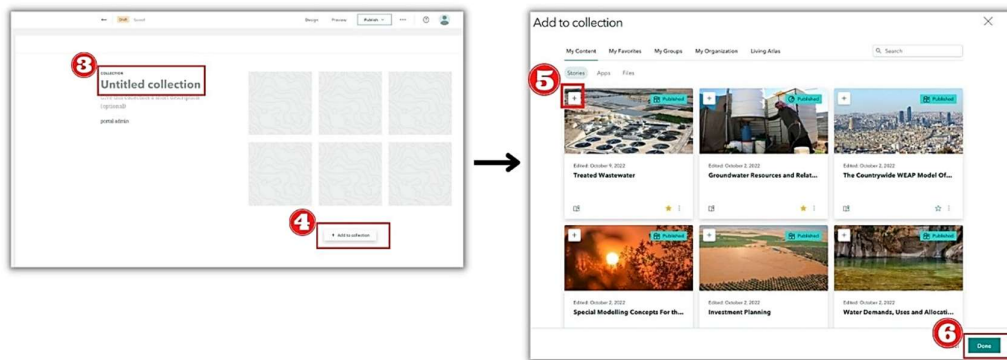 Draft Saved
Design Preview Publish
3
COLLECTION
Untitled collection
(optional)
portal admin
4
+ Add to collection
Add to collection
My Content My Favorites My Groups My Organization Living Atlas
Search
Stories Apps Files
5
Published
Published
Published
Edited: October 9, 2022
Treated Wastewater
Edited: October 2, 2022
Groundwater Resources and Relat...
Edited: October 2, 2022
The Countrywide WEAP Model Of...
Published
Published
Published
Edited: October 2, 2022
Special Modelling Concepts For th...
Edited: October 2, 2022
Investment Planning
Edited: October 2, 2022
Water Demands, Uses and Allocati...
6
Done